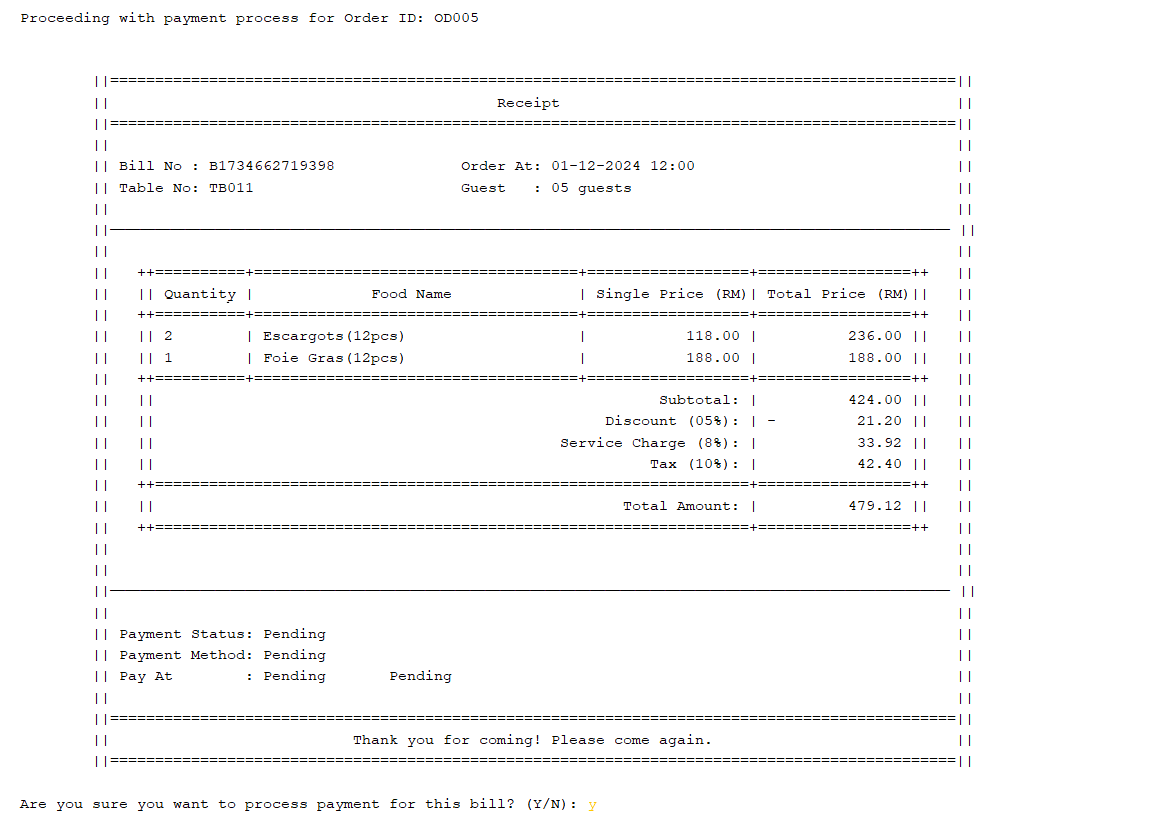 Proceeding with payment process for Order ID: OD005
||==============================================================================================||
||                                           Receipt                                            ||
||==============================================================================================||
||                                                                                              ||
|| Bill No : B1734662719398              Order At: 01-12-2024 12:00                             ||
|| Table No: TB011                       Guest   : 05 guests                                    ||
||                                                                                              ||
||────────────────────────────────────────────────────────────────────────────────────────────── ||
||                                                                                              ||
||   ++==========+====================================+==================+=================++   ||
||   || Quantity |             Food Name              | Single Price (RM)| Total Price (RM)||   ||
||   ++==========+====================================+==================+=================++   ||
||   || 2        | Escargots(12pcs)                   |           118.00 |          236.00 ||   ||
||   || 1        | Foie Gras(12pcs)                   |           188.00 |          188.00 ||   ||
||   ++==========+====================================+==================+=================++   ||
||   ||                                                        Subtotal: |          424.00 ||   ||
||   ||                                                  Discount (05%): | -         21.20 ||   ||
||   ||                                             Service Charge (8%): |           33.92 ||   ||
||   ||                                                       Tax (10%): |           42.40 ||   ||
||   ++==================================================================+=================++   ||
||   ||                                                    Total Amount: |          479.12 ||   ||
||   ++==================================================================+=================++   ||
||                                                                                              ||
||                                                                                              ||
||────────────────────────────────────────────────────────────────────────────────────────────── ||
||                                                                                              ||
|| Payment Status: Pending                                                                      ||
|| Payment Method: Pending                                                                      ||
|| Pay At        : Pending       Pending                                                        ||
||                                                                                              ||
||==============================================================================================||
||                           Thank you for coming! Please come again.                           ||
||==============================================================================================||
Are you sure you want to process payment for this bill? (Y/N): y